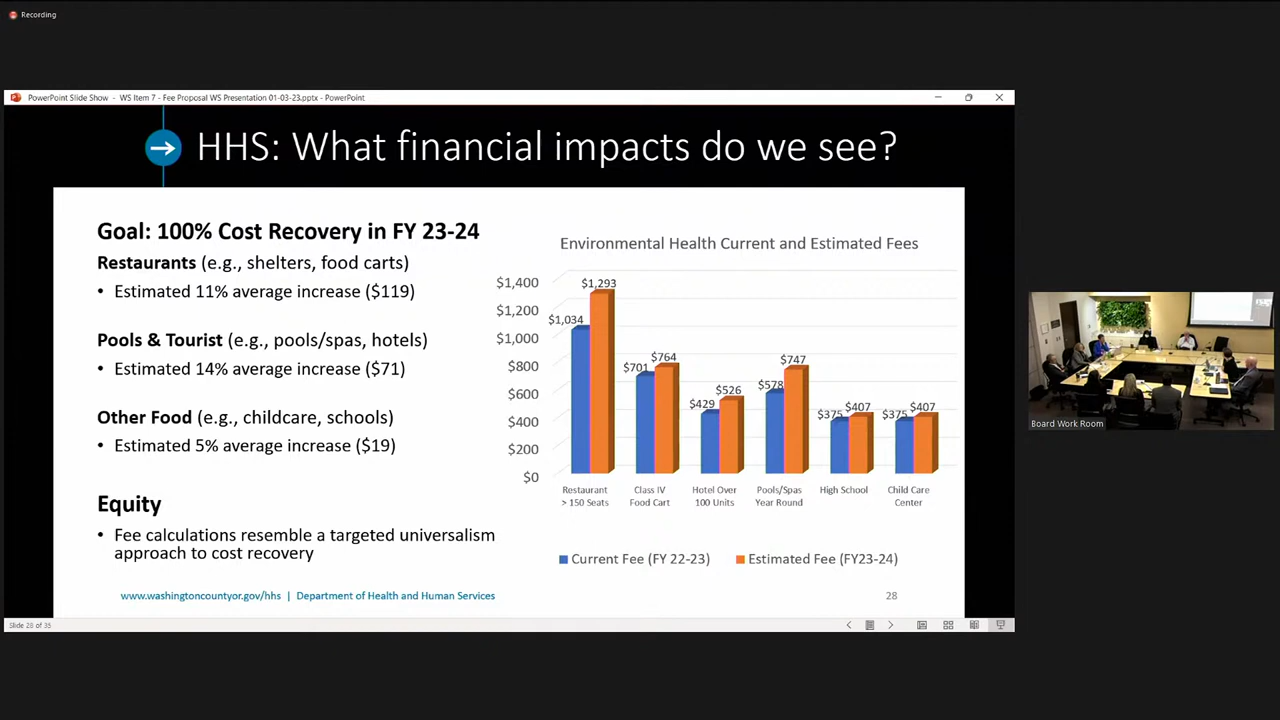 Recording
PowerPoint Slide Show - WS Item 7 - Fee Proposal WS Presentation 01-03-23.pptx - PowerPoint
HHS: What financial impacts do we see?
Goal: 100% Cost Recovery in FY 23-24
Restaurants (e.g., shelters, food carts)
• Estimated 11% average increase ($119)
Pools & Tourist (e.g., pools/spas, hotels)
• Estimated 14% average increase ($71)
Other Food (e.g., childcare, schools)
• Estimated 5% average increase ($19)
Equity
• Fee calculations resemble a targeted universalism
approach to cost recovery
Environmental Health Current and Estimated Fees
$1,400
$1,200
$1,000
$800
$600
$400
$200
$0
$1,034
$1,293
$701
$764
$429
$526
$578
$747
$375
$407
$375
$407
Restaurant
> 150 Seats
Class IV
Food Cart
Hotel Over
100 Units
Pools/Spas
Year Round
High School
Child Care
Center
Current Fee (FY 22-23)
Estimated Fee (FY23-24)
www.washingtoncountyor.gov/hhs | Department of Health and Human Services
28
Slide 28 of 35
Board Work Room